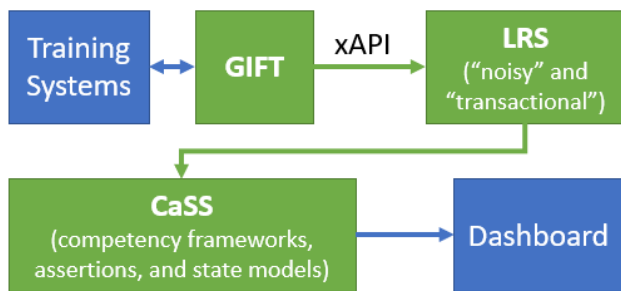 Training
Systems
GIFT
xAPI
LRS
(“noisy” and
“transactional”)
CaSS
(competency frameworks,
assertions, and state models)
Dashboard